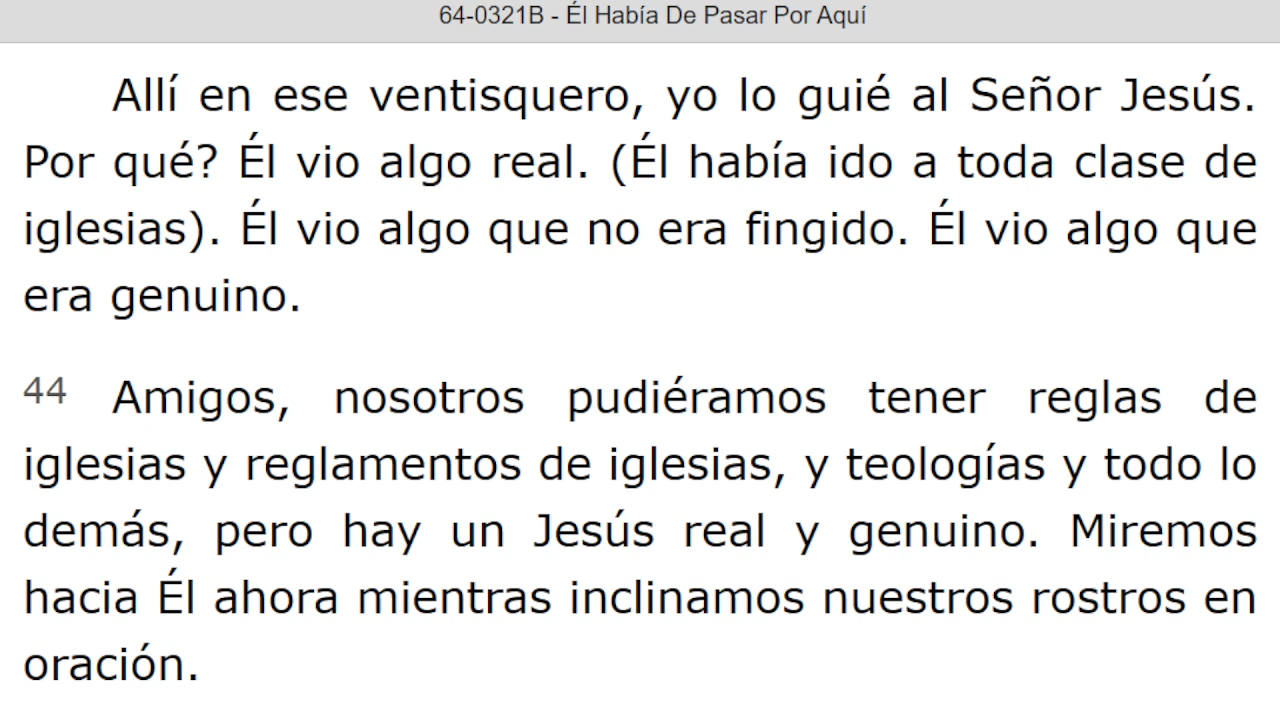 64-0321B - Él Había De Pasar Por Aquí
Allí en ese ventisquero, yo lo guié al Señor Jesús.
Por qué? Él vio algo real. (Él había ido a toda clase de
iglesias). Él vio algo que no era fingido. Él vio algo que
era genuino.
44 Amigos, nosotros pudiéramos tener reglas de
iglesias y reglamentos de iglesias, y teologías y todo lo
demás, pero hay un Jesús real y genuino. Miremos
hacia Él ahora mientras inclinamos nuestros rostros en
oración.